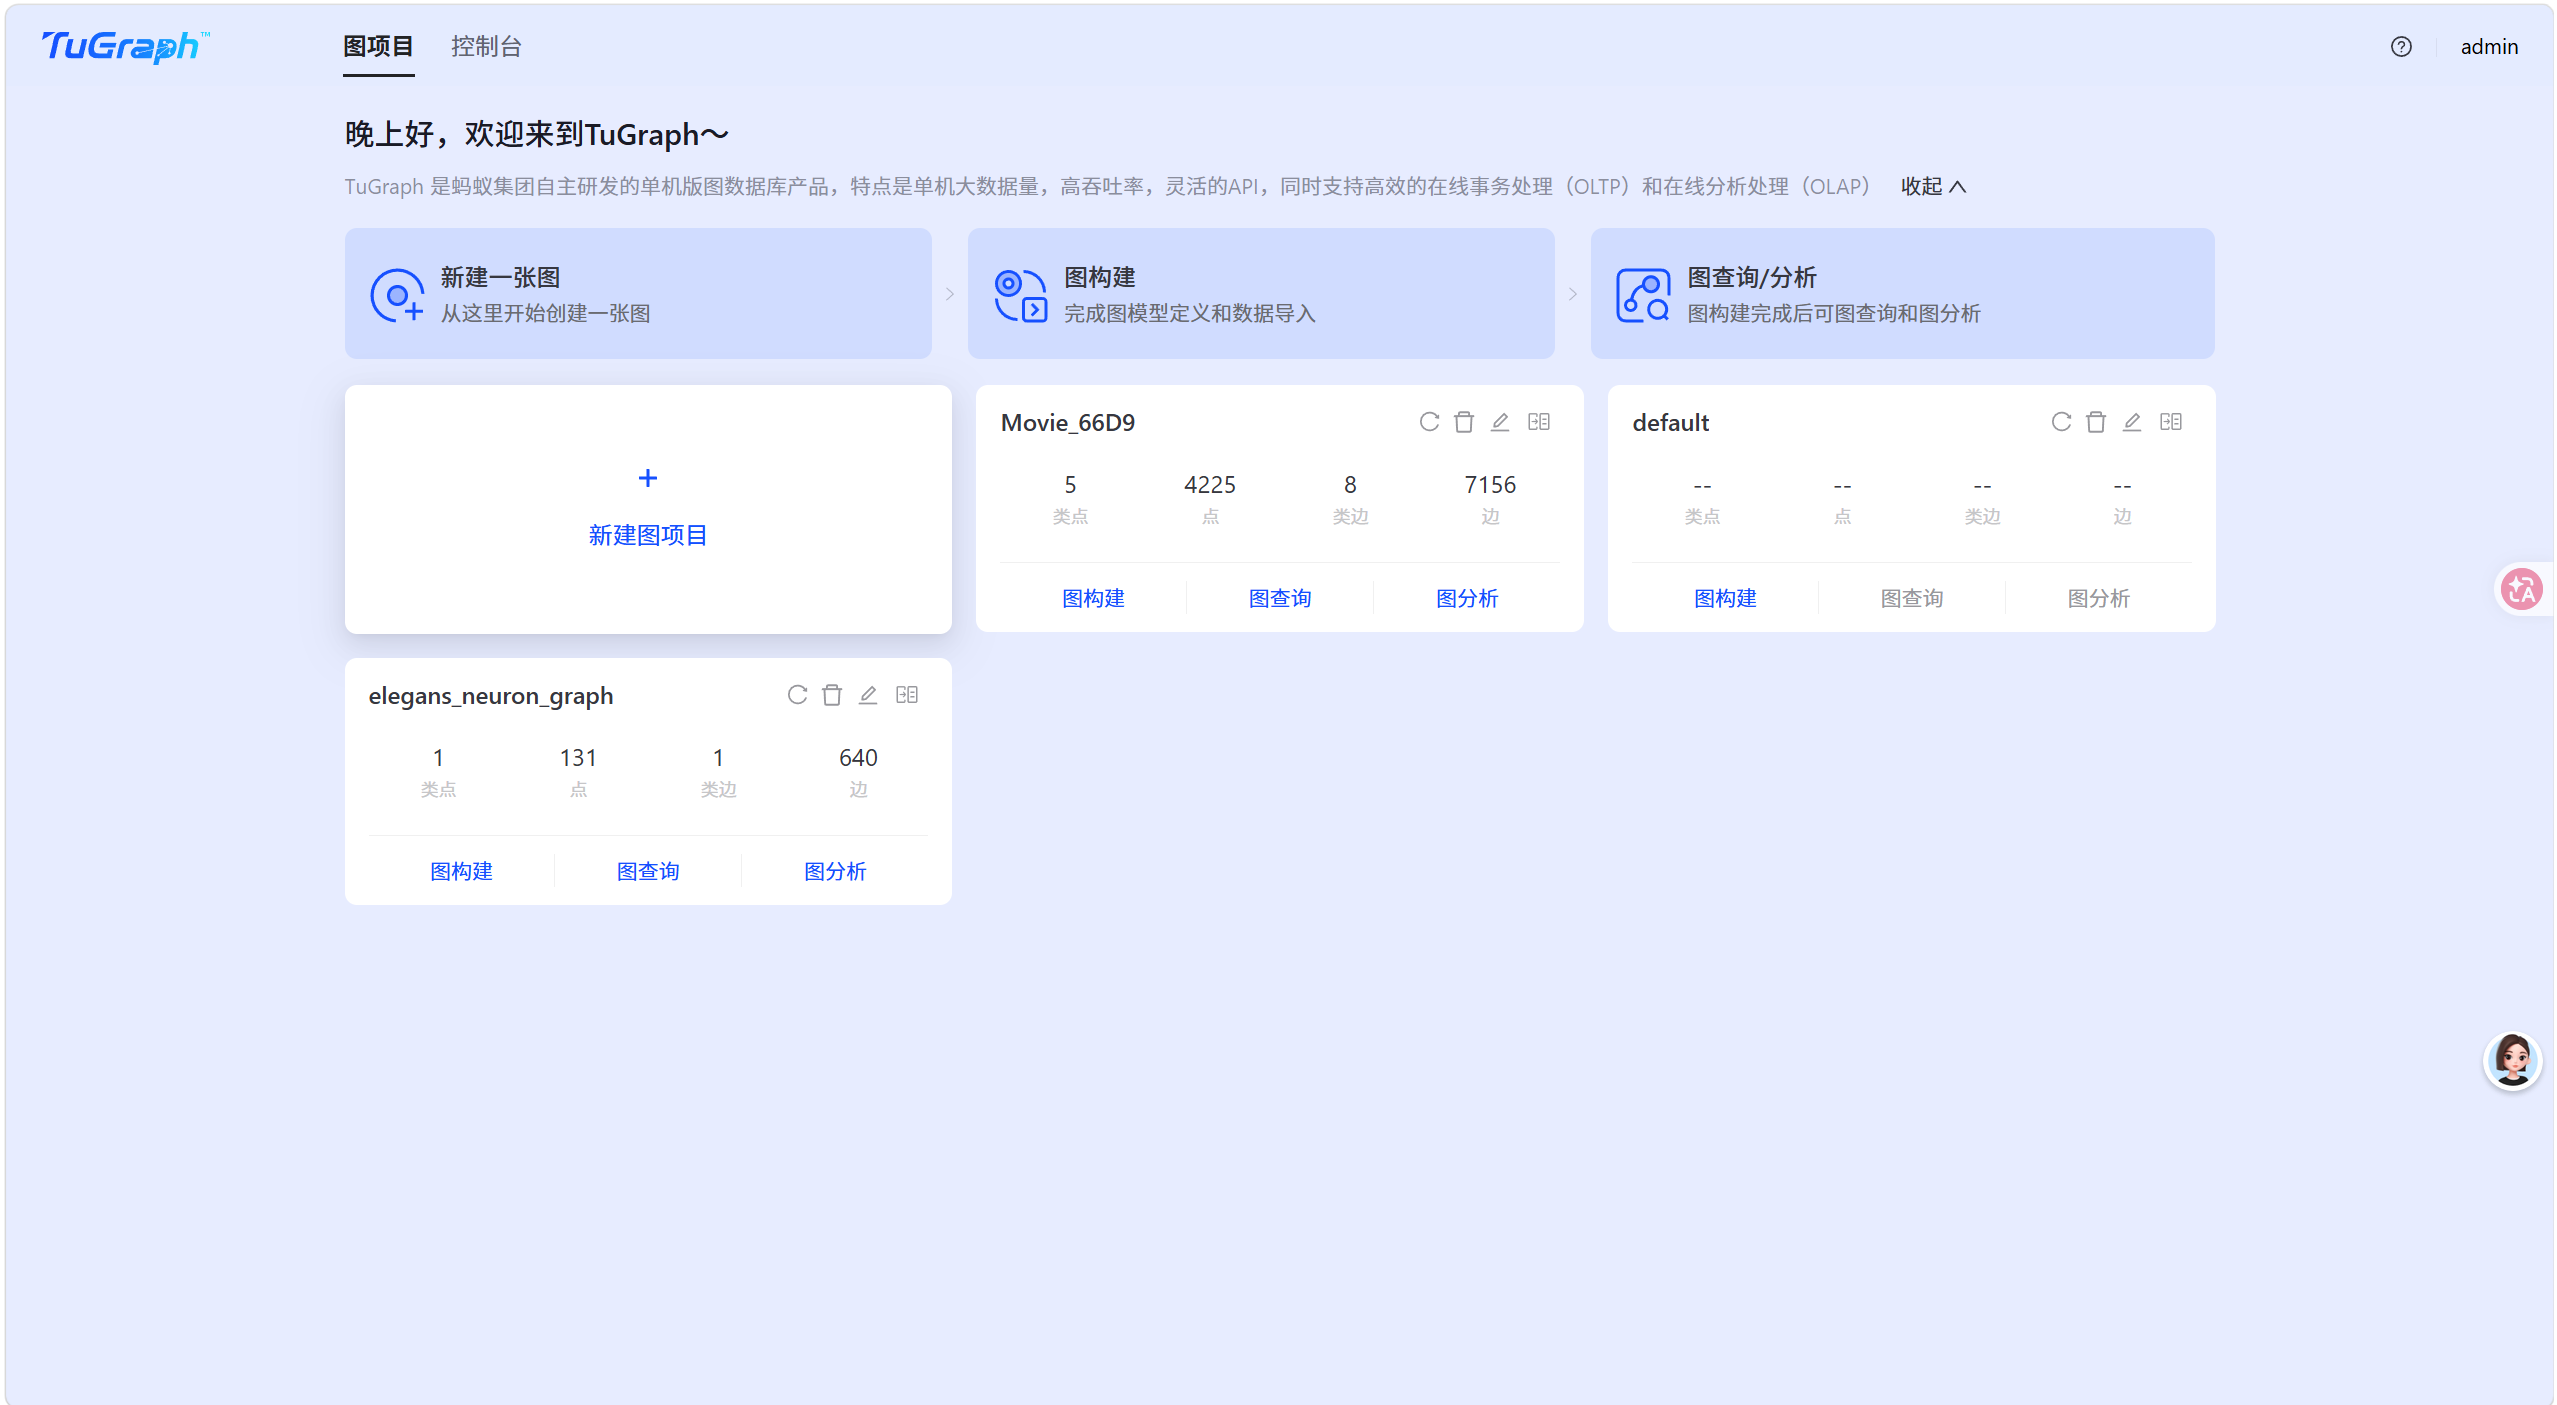 TuGraph™
图项目 控制台
admin
晚上好，欢迎来到TuGraph～
TuGraph 是蚂蚁集团自主研发的单机版图数据库产品，特点是单机大数据量，高吞吐率，灵活的API，同时支持高效的在线事务处理（OLTP）和在线分析处理（OLAP） 收起
新建一张图
从这里开始创建一张图
图构建
完成图模型定义和数据导入
图查询/分析
图构建完成后可图查询和图分析
+
新建图项目
Movie_66D9
5 4225 8 7156
类点 点 类边 边
图构建 图查询 图分析
default
-- -- -- --
类点 点 类边 边
图构建 图查询 图分析
elegans_neuron_graph
1 131 1 640
类点 点 类边 边
图构建 图查询 图分析
A